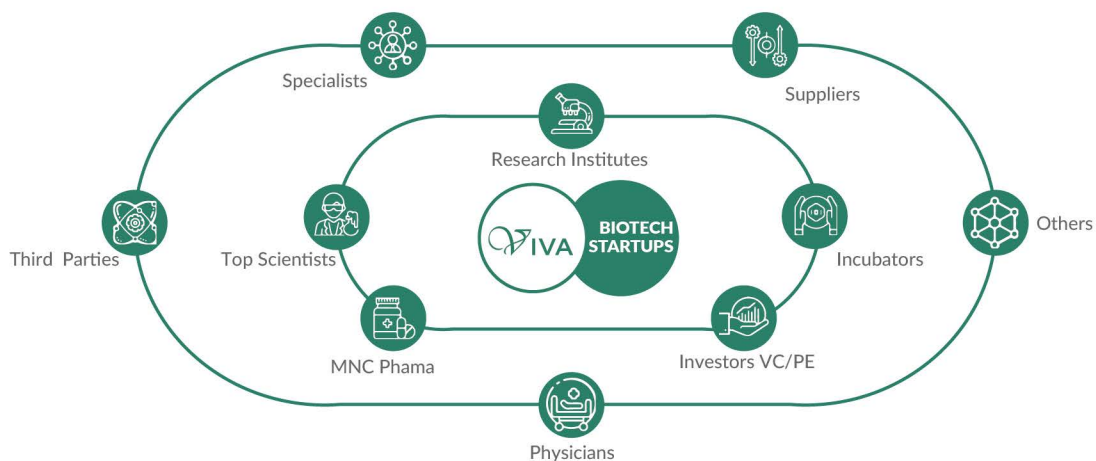 Specialists
Suppliers
Research Institutes
VIVA
BIOTECH
STARTUPS
Third Parties
Top Scientists
Incubators
Others
MNC Phama
Investors VC/PE
Physicians